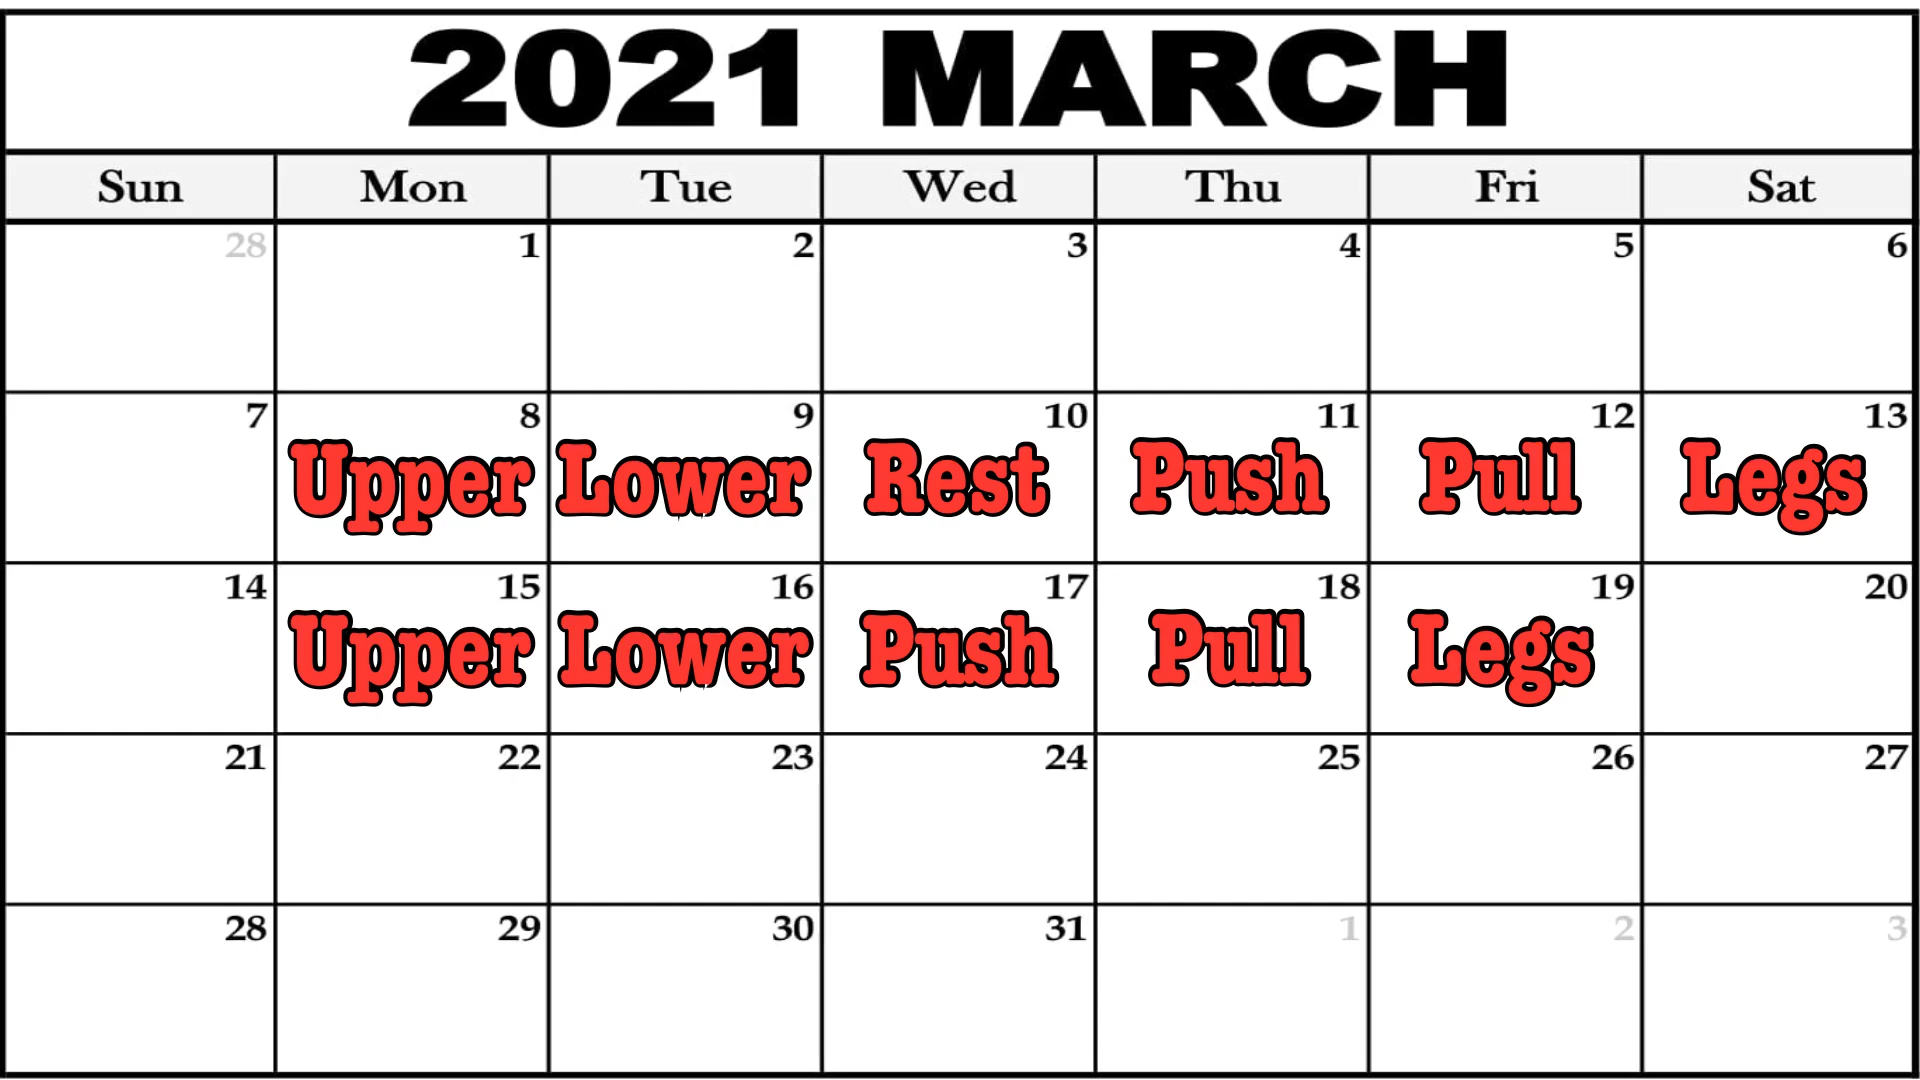 2021 MARCH
Sun Mon Tue Wed Thu Fri Sat
28 1 2 3 4 5 6
7 8 9 10 11 12 13
Upper Lower Rest Push Pull Legs
14 15 16 17 18 19 20
Upper Lower Push Pull Legs
21 22 23 24 25 26 27
28 29 30 31 1 2 3